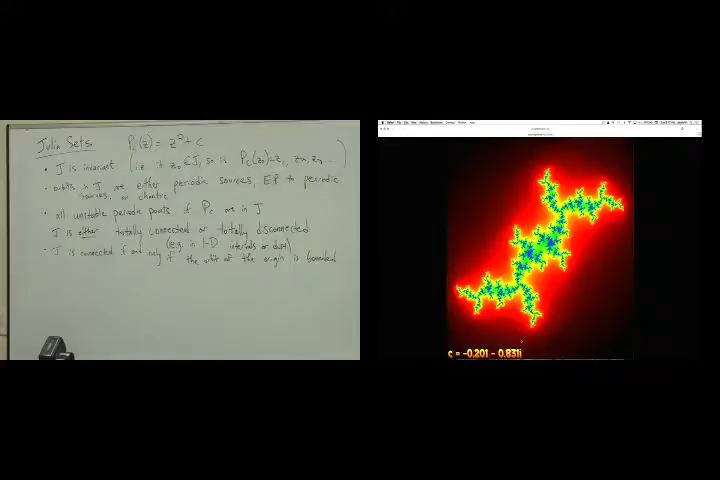 Julia Sets Pc(z) = z² + c
• J is invariant (i.e. if z₀ ∈ J, so is Pc(z₀)=z₁, z₂, z₃ ... )
• orbits in J are either periodic sources, EP to periodic
sources, or chaotic
• all unstable periodic points of Pc are in J
J is either totally connected or totally disconnected
(e.g. in 1-D intervals or dust)
• J is connected if and only if the orbit of the origin is bounded
c = -0.201 - 0.831i